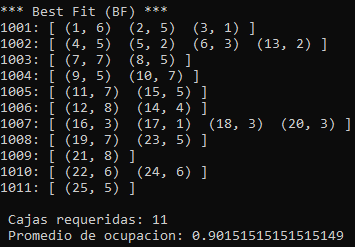 *** Best Fit (BF) ***
1001: [ (1, 6)  (2, 5)  (3, 1) ]
1002: [ (4, 5)  (5, 2)  (6, 3)  (13, 2) ]
1003: [ (7, 7)  (8, 5) ]
1004: [ (9, 5)  (10, 7) ]
1005: [ (11, 7)  (15, 5) ]
1006: [ (12, 8)  (14, 4) ]
1007: [ (16, 3)  (17, 1)  (18, 3)  (20, 3) ]
1008: [ (19, 7)  (23, 5) ]
1009: [ (21, 8) ]
1010: [ (22, 6)  (24, 6) ]
1011: [ (25, 5) ]
Cajas requeridas: 11
Promedio de ocupacion: 0.90151515151515149